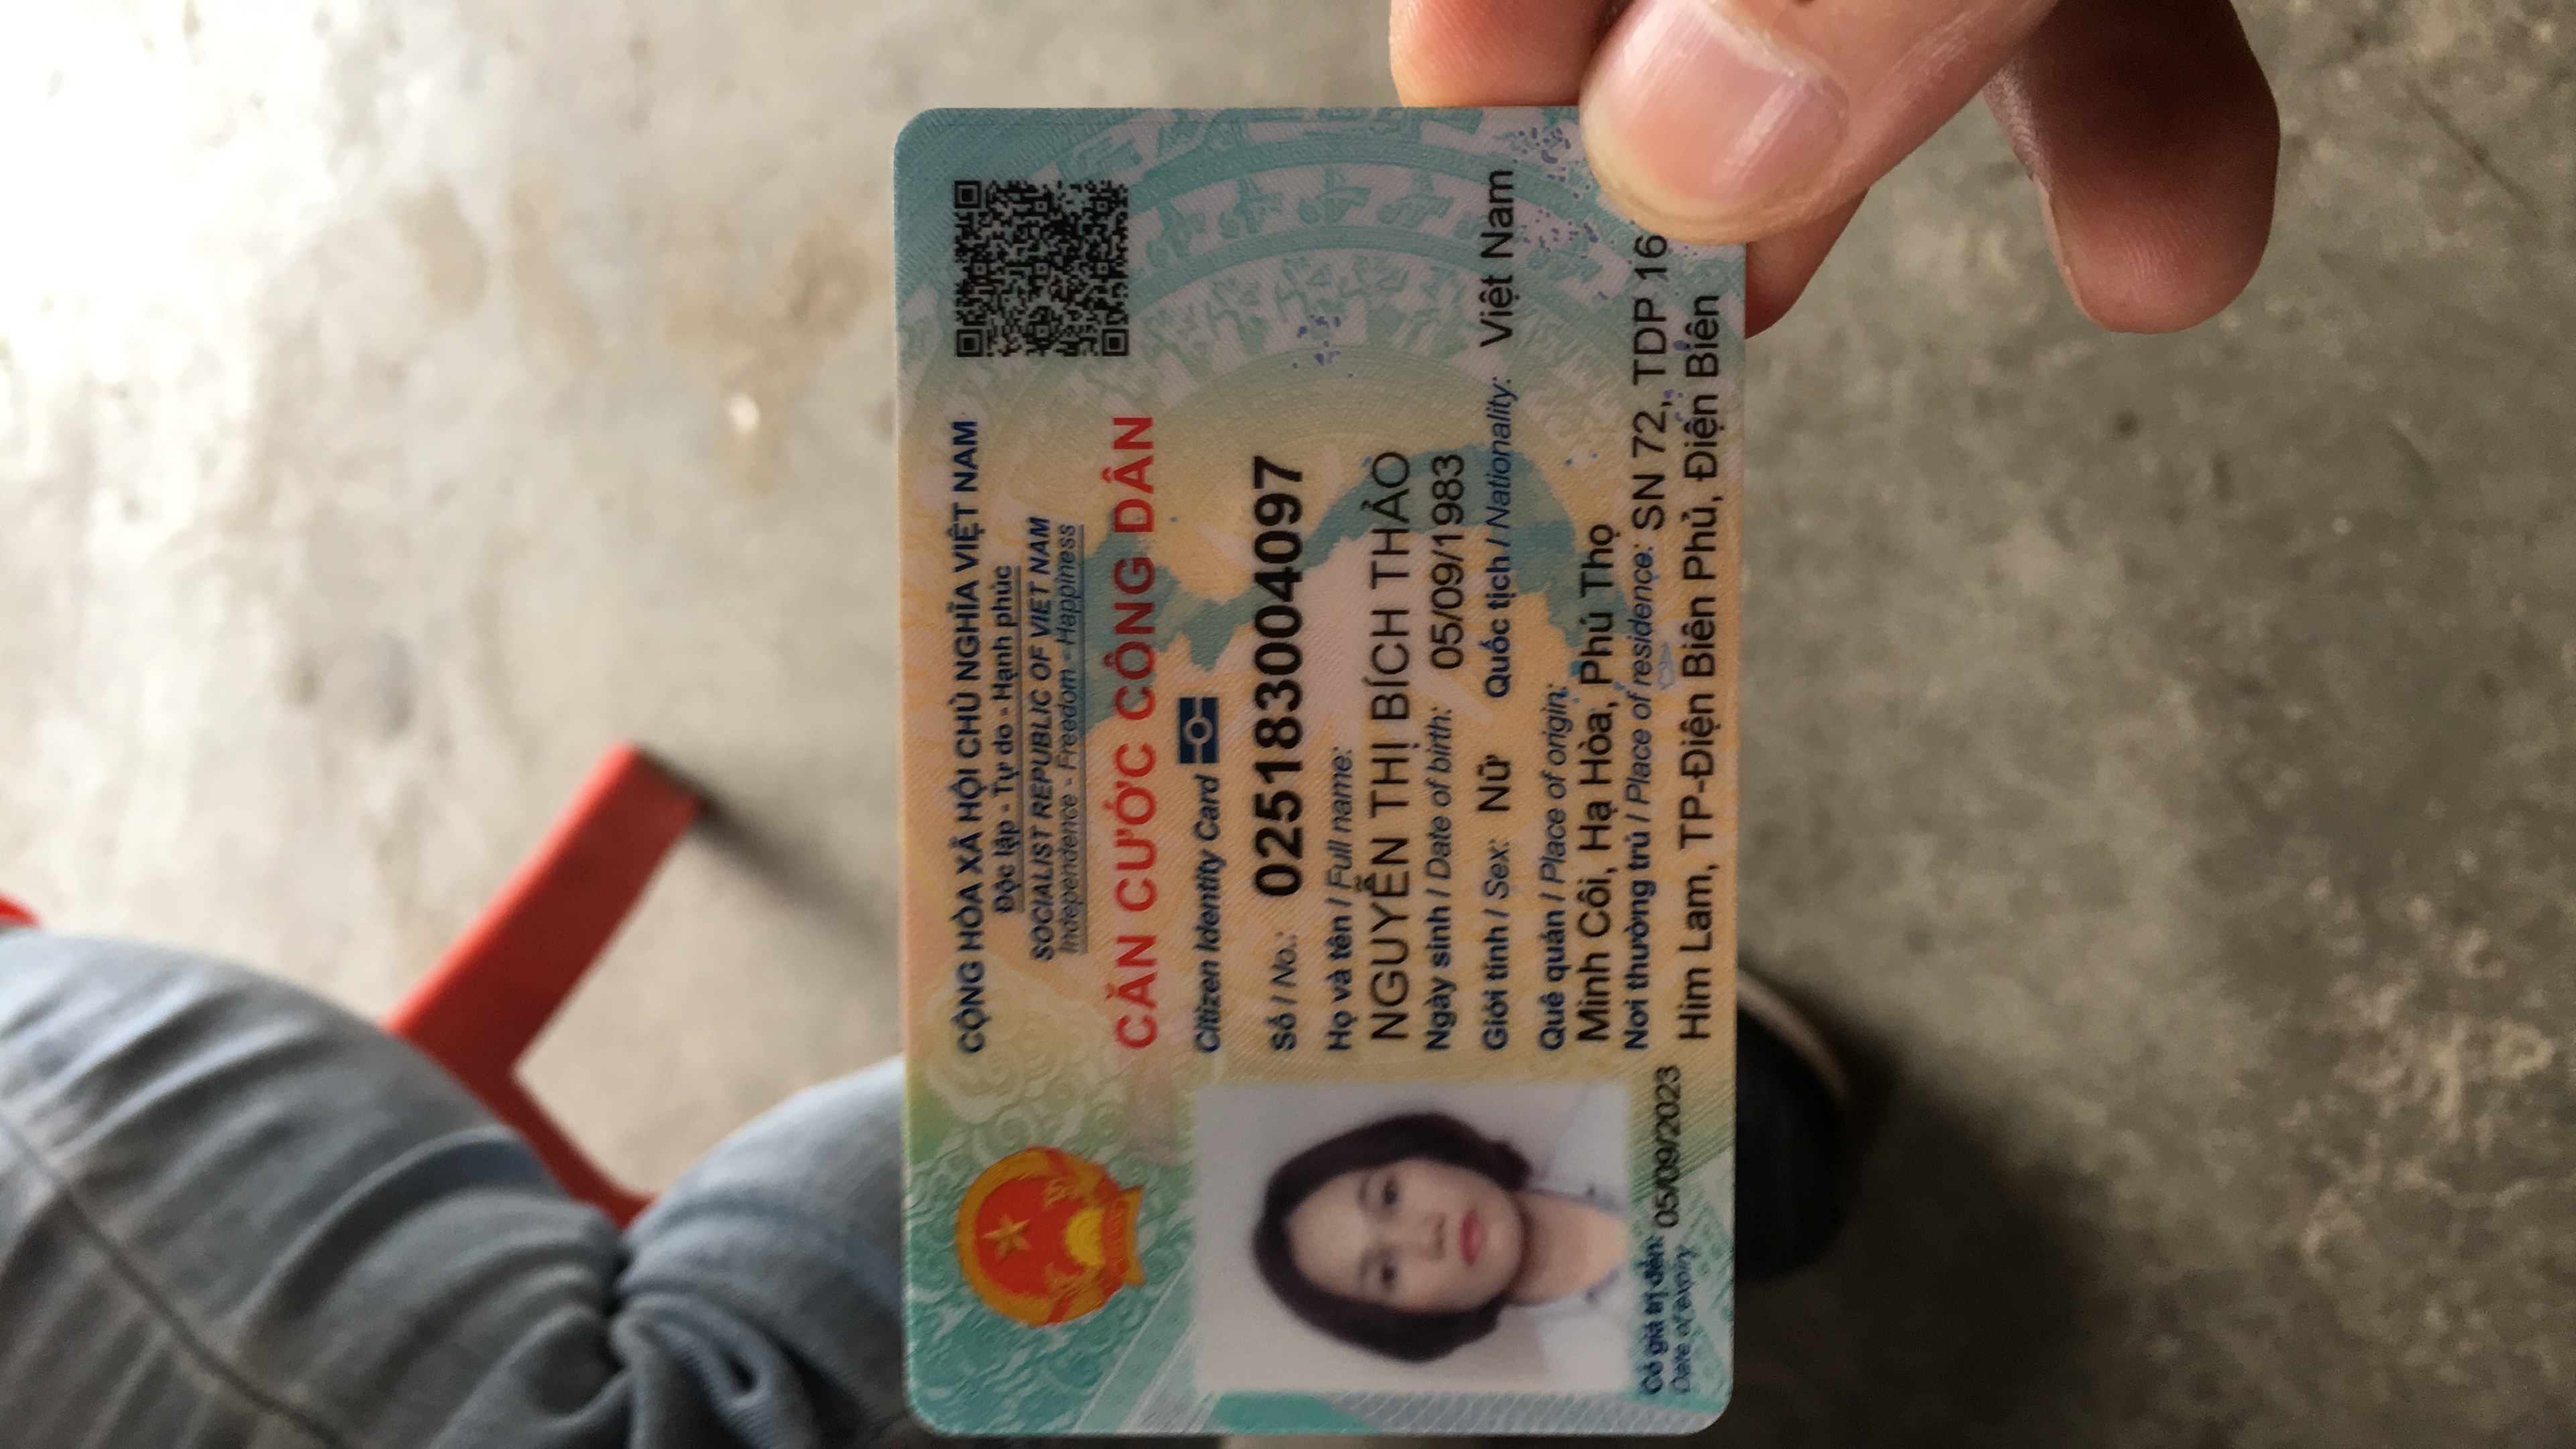 CỘNG HÒA XÃ HỘI CHỦ NGHĨA VIỆT NAM
Độc lập - Tự do - Hạnh phúc
SOCIALIST REPUBLIC OF VIET NAM
Independence - Freedom - Happiness
CĂN CƯỚC CÔNG DÂN
Citizen Identity Card
Số / No.: 025183004097
Họ và tên / Full name:
NGUYỄN THỊ BÍCH THẢO
Ngày sinh / Date of birth: 05/09/1983
Giới tính / Sex: Nữ Quốc tịch / Nationality: Việt Nam
Quê quán / Place of origin:
Minh Côi, Hạ Hòa, Phú Thọ
Nơi thường trú / Place of residence: SN 72, TDP 16
Him Lam, TP-Điện Biên Phủ, Điện Biên
Có giá trị đến: 05/09/2023
Date of expiry